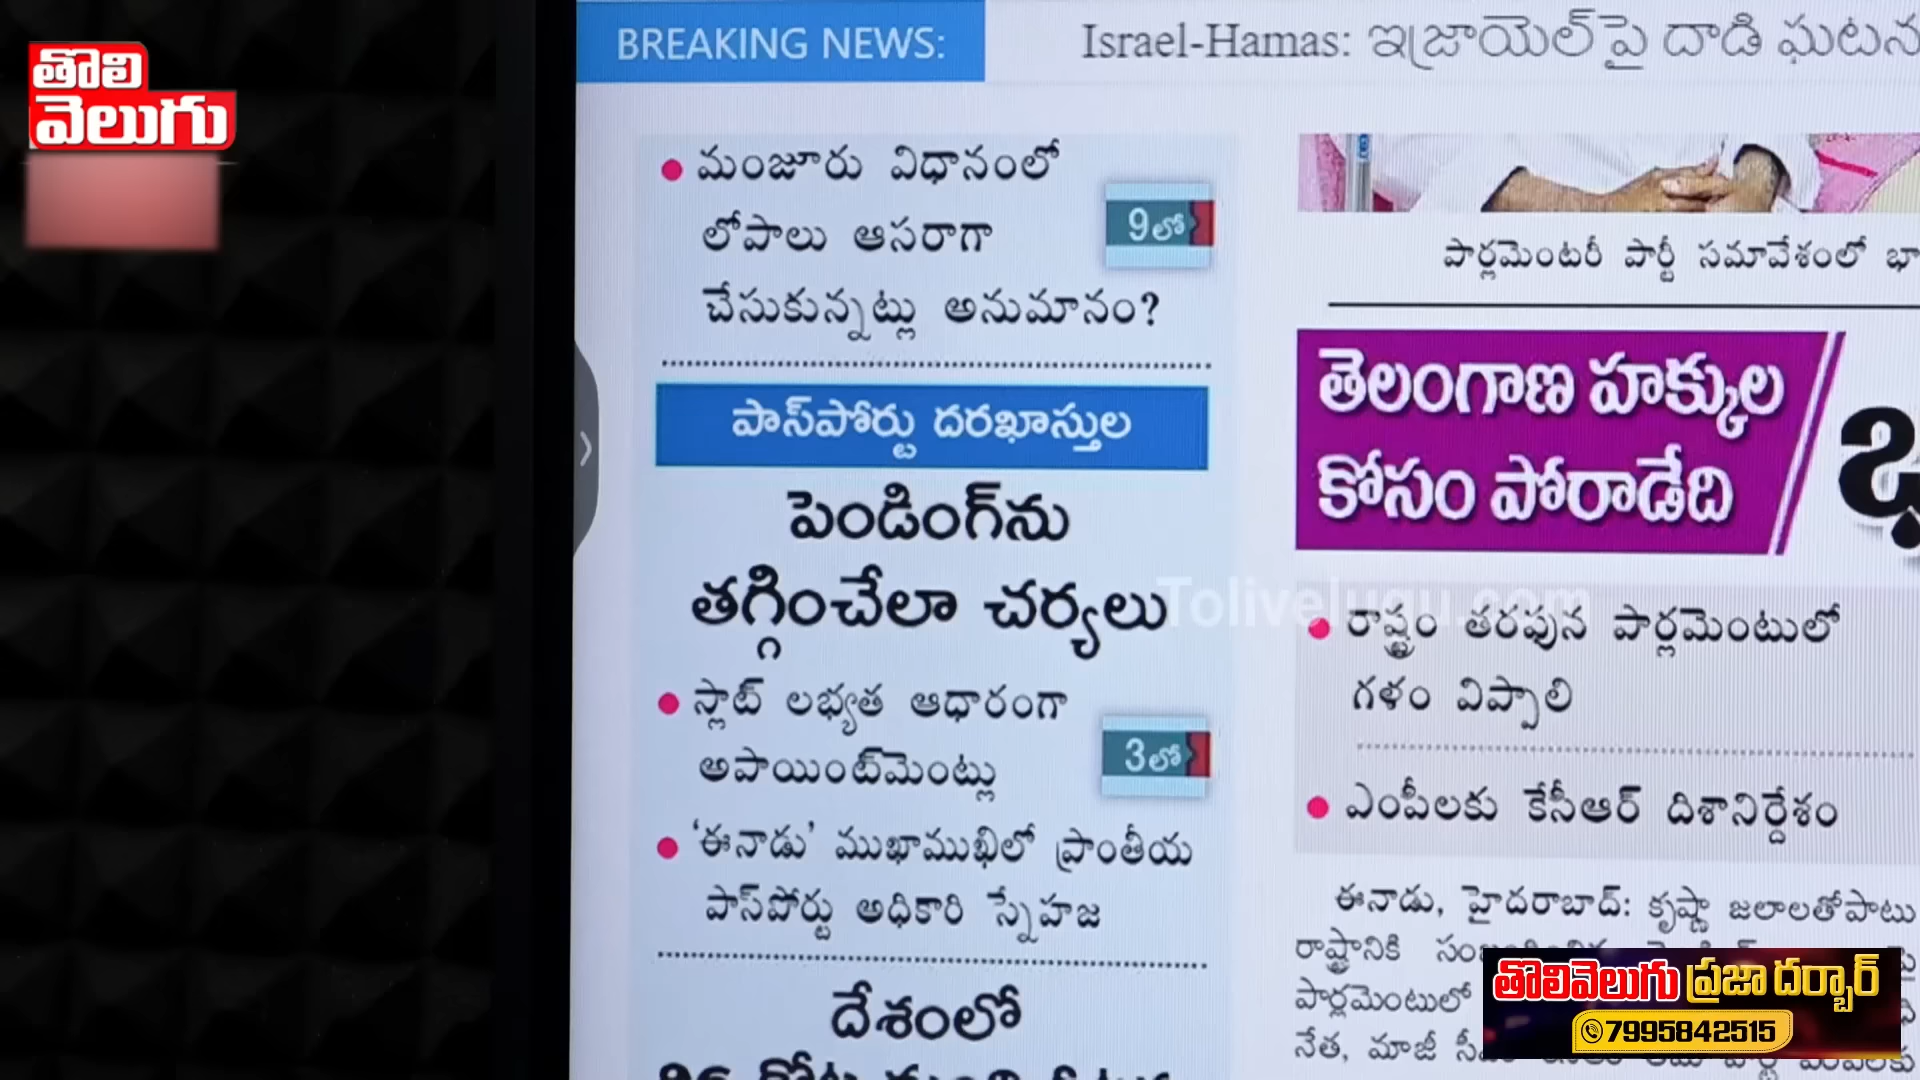 తొలి
వెలుగు
BREAKING NEWS:
Israel-Hamas: ఇజ్రాయెల్‌పై దాడి ఘటన
మంజూరు విధానంలో
లోపాలు ఆసరాగా
చేసుకున్నట్లు అనుమానం?
9లో
పాస్‌పోర్టు దరఖాస్తుల
పెండింగ్‌ను
తగ్గించేలా చర్యలు
స్లాట్ లభ్యత ఆధారంగా
అపాయింట్‌మెంట్లు
3లో
‘ఈనాడు’ ముఖాముఖిలో ప్రాంతీయ
పాస్‌పోర్టు అధికారి స్నేహజ
దేశంలో
పార్లమెంటరీ పార్టీ సమావేశంలో
తెలంగాణ హక్కుల
కోసం పోరాడేది
Tolivelugu.com
రాష్ట్రం తరఫున పార్లమెంటులో
గళం విప్పాలి
ఎంపీలకు కేసీఆర్ దిశానిర్దేశం
ఈనాడు, హైదరాబాద్: కృష్ణా జలాలతోపాటు
రాష్ట్రానికి
పార్లమెంటులో
నేత, మాజీ
తొలివెలుగు ప్రజా దర్బార్
7995842515